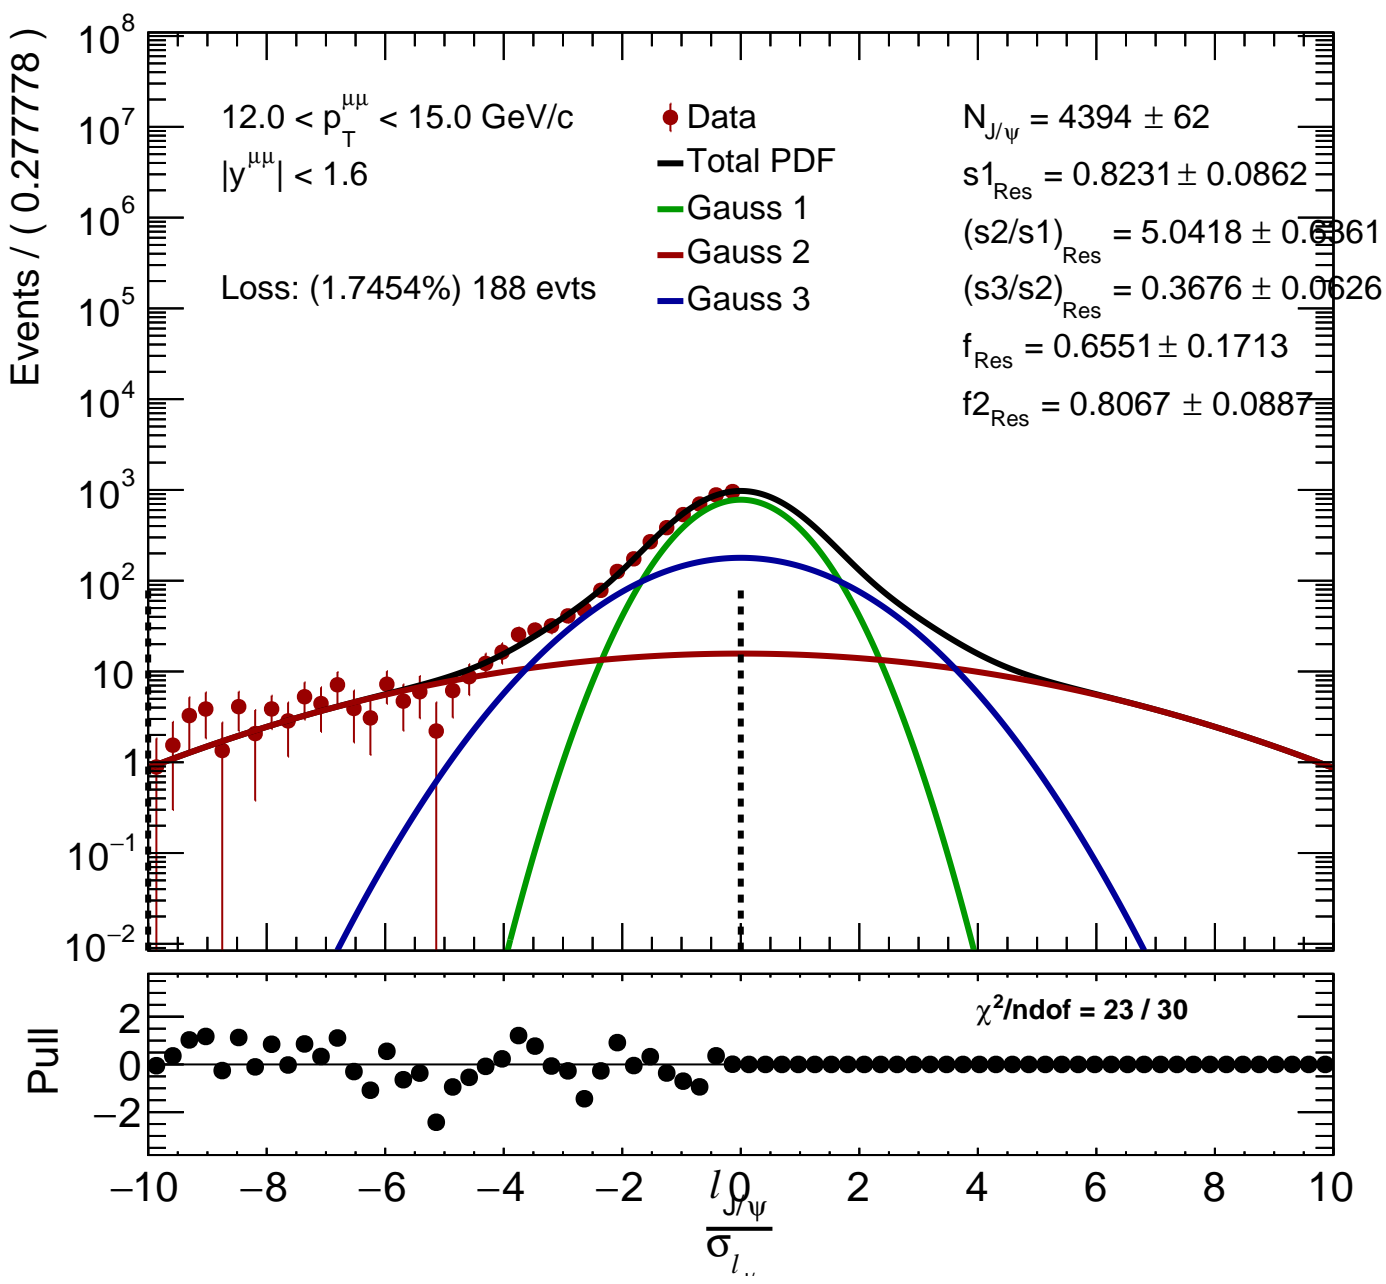 Events / ( 0.277778 )
10^8
10^7
10^6
10^5
10^4
10^3
10^2
10
1
10^−1
10^−2
12.0 < p_T^μμ < 15.0 GeV/c
|y^μμ| < 1.6
Loss: (1.7454%) 188 evts
Data
Total PDF
Gauss 1
Gauss 2
Gauss 3
N_J/ψ = 4394 ± 62
s1_Res = 0.8231 ± 0.0862
(s2/s1)_Res = 5.0418 ± 0.6361
(s3/s2)_Res = 0.3676 ± 0.0626
f_Res = 0.6551 ± 0.1713
f2_Res = 0.8067 ± 0.0887
Pull
2
0
−2
χ²/ndof = 23 / 30
−10 −8 −6 −4 −2 0 2 4 6 8 10
l_J/ψ
σ_l